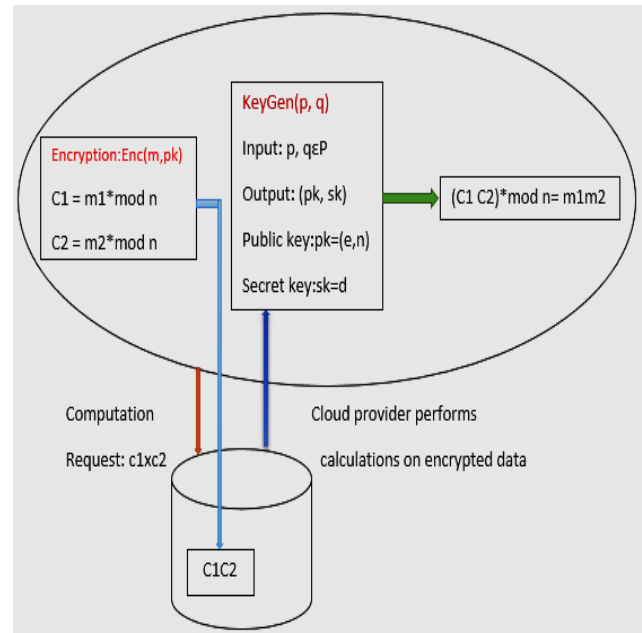 KeyGen(p, q)
Input: p, qεP
Output: (pk, sk)
Public key:pk=(e,n)
Secret key:sk=d
Encryption:Enc(m,pk)
C1 = m1*mod n
C2 = m2*mod n
(C1 C2)*mod n= m1m2
Computation
Request: c1xc2
Cloud provider performs
calculations on encrypted data
C1C2